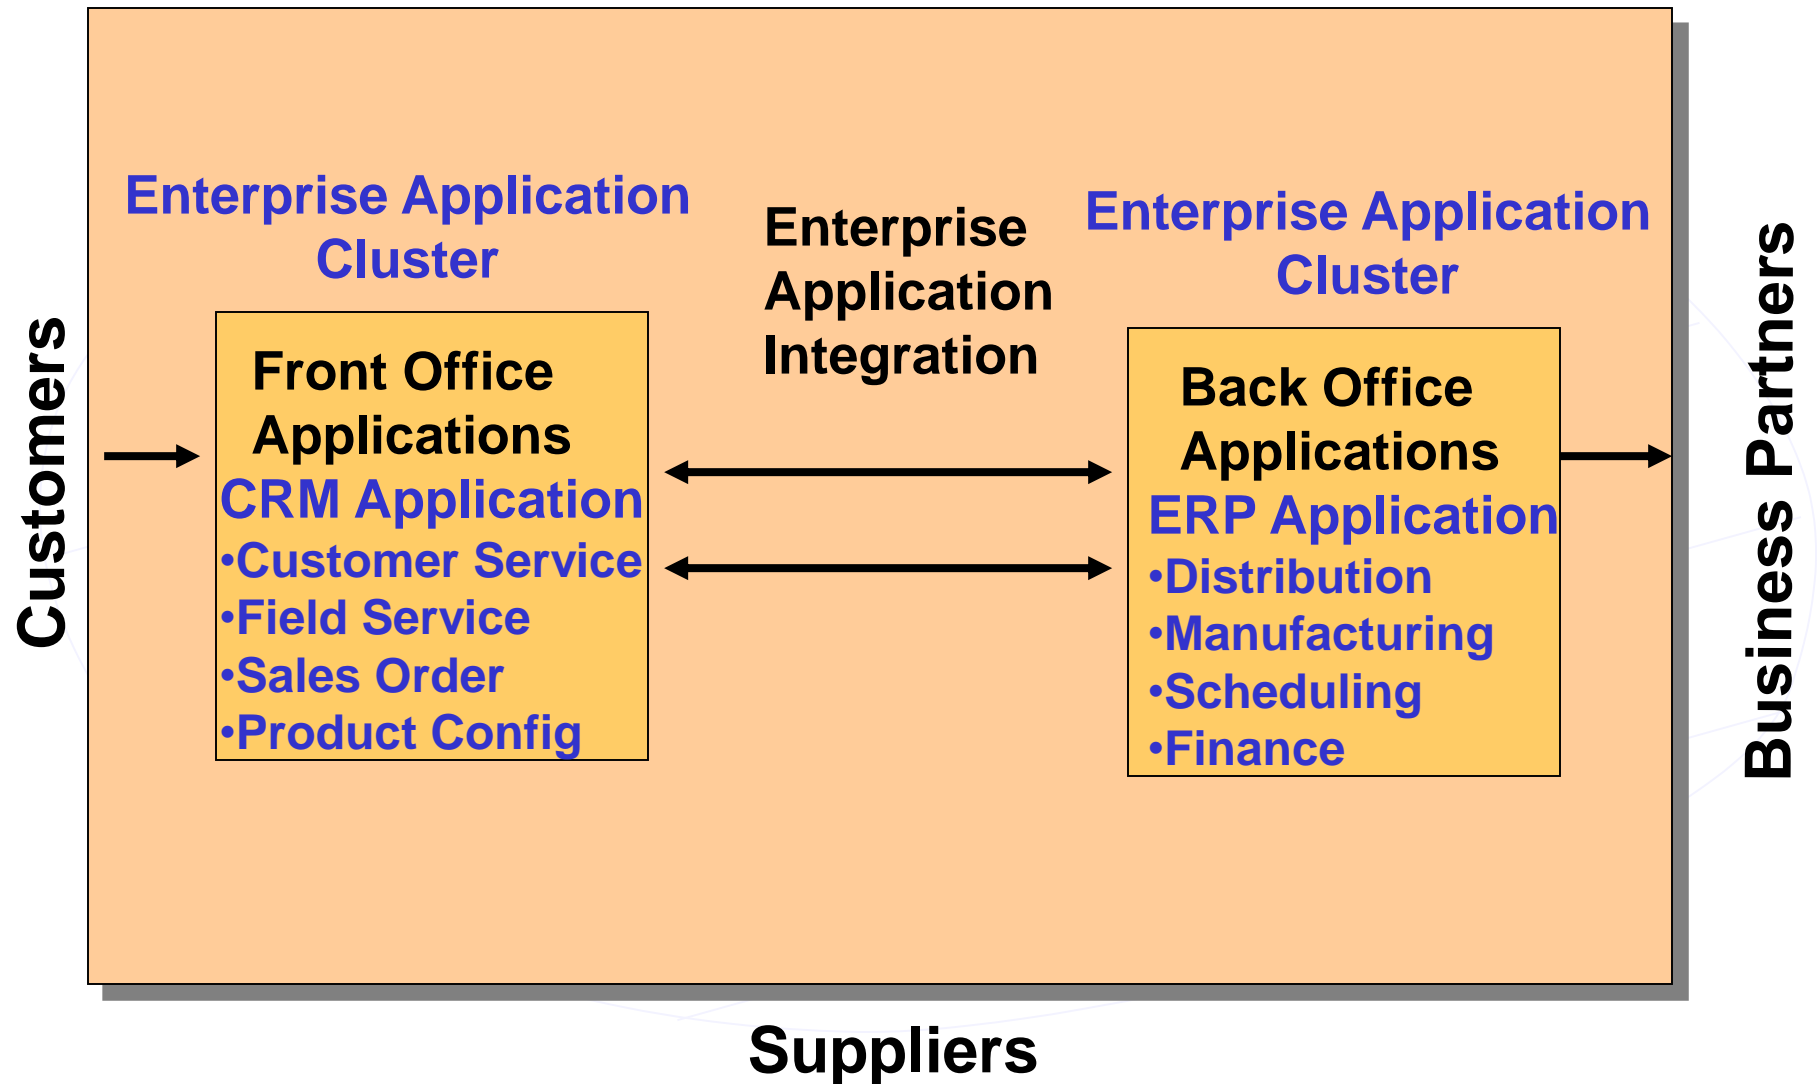 Customers
Enterprise Application
Cluster
Front Office
Applications
CRM Application
•Customer Service
•Field Service
•Sales Order
•Product Config
Enterprise
Application
Integration
Enterprise Application
Cluster
Back Office
Applications
ERP Application
•Distribution
•Manufacturing
•Scheduling
•Finance
Business Partners
Suppliers